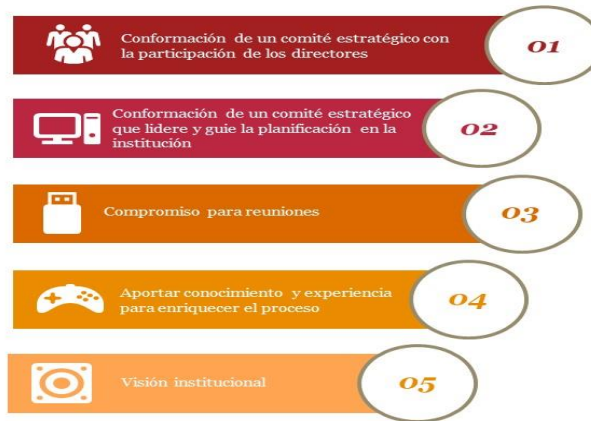 Conformación de un comité estratégico con
la participación de los directores
01
Conformación de un comité estratégico
que lidere y guie la planificación en la
institución
02
Compromiso para reuniones
03
Aportar conocimiento y experiencia
para enriquecer el proceso
04
Visión institucional
05